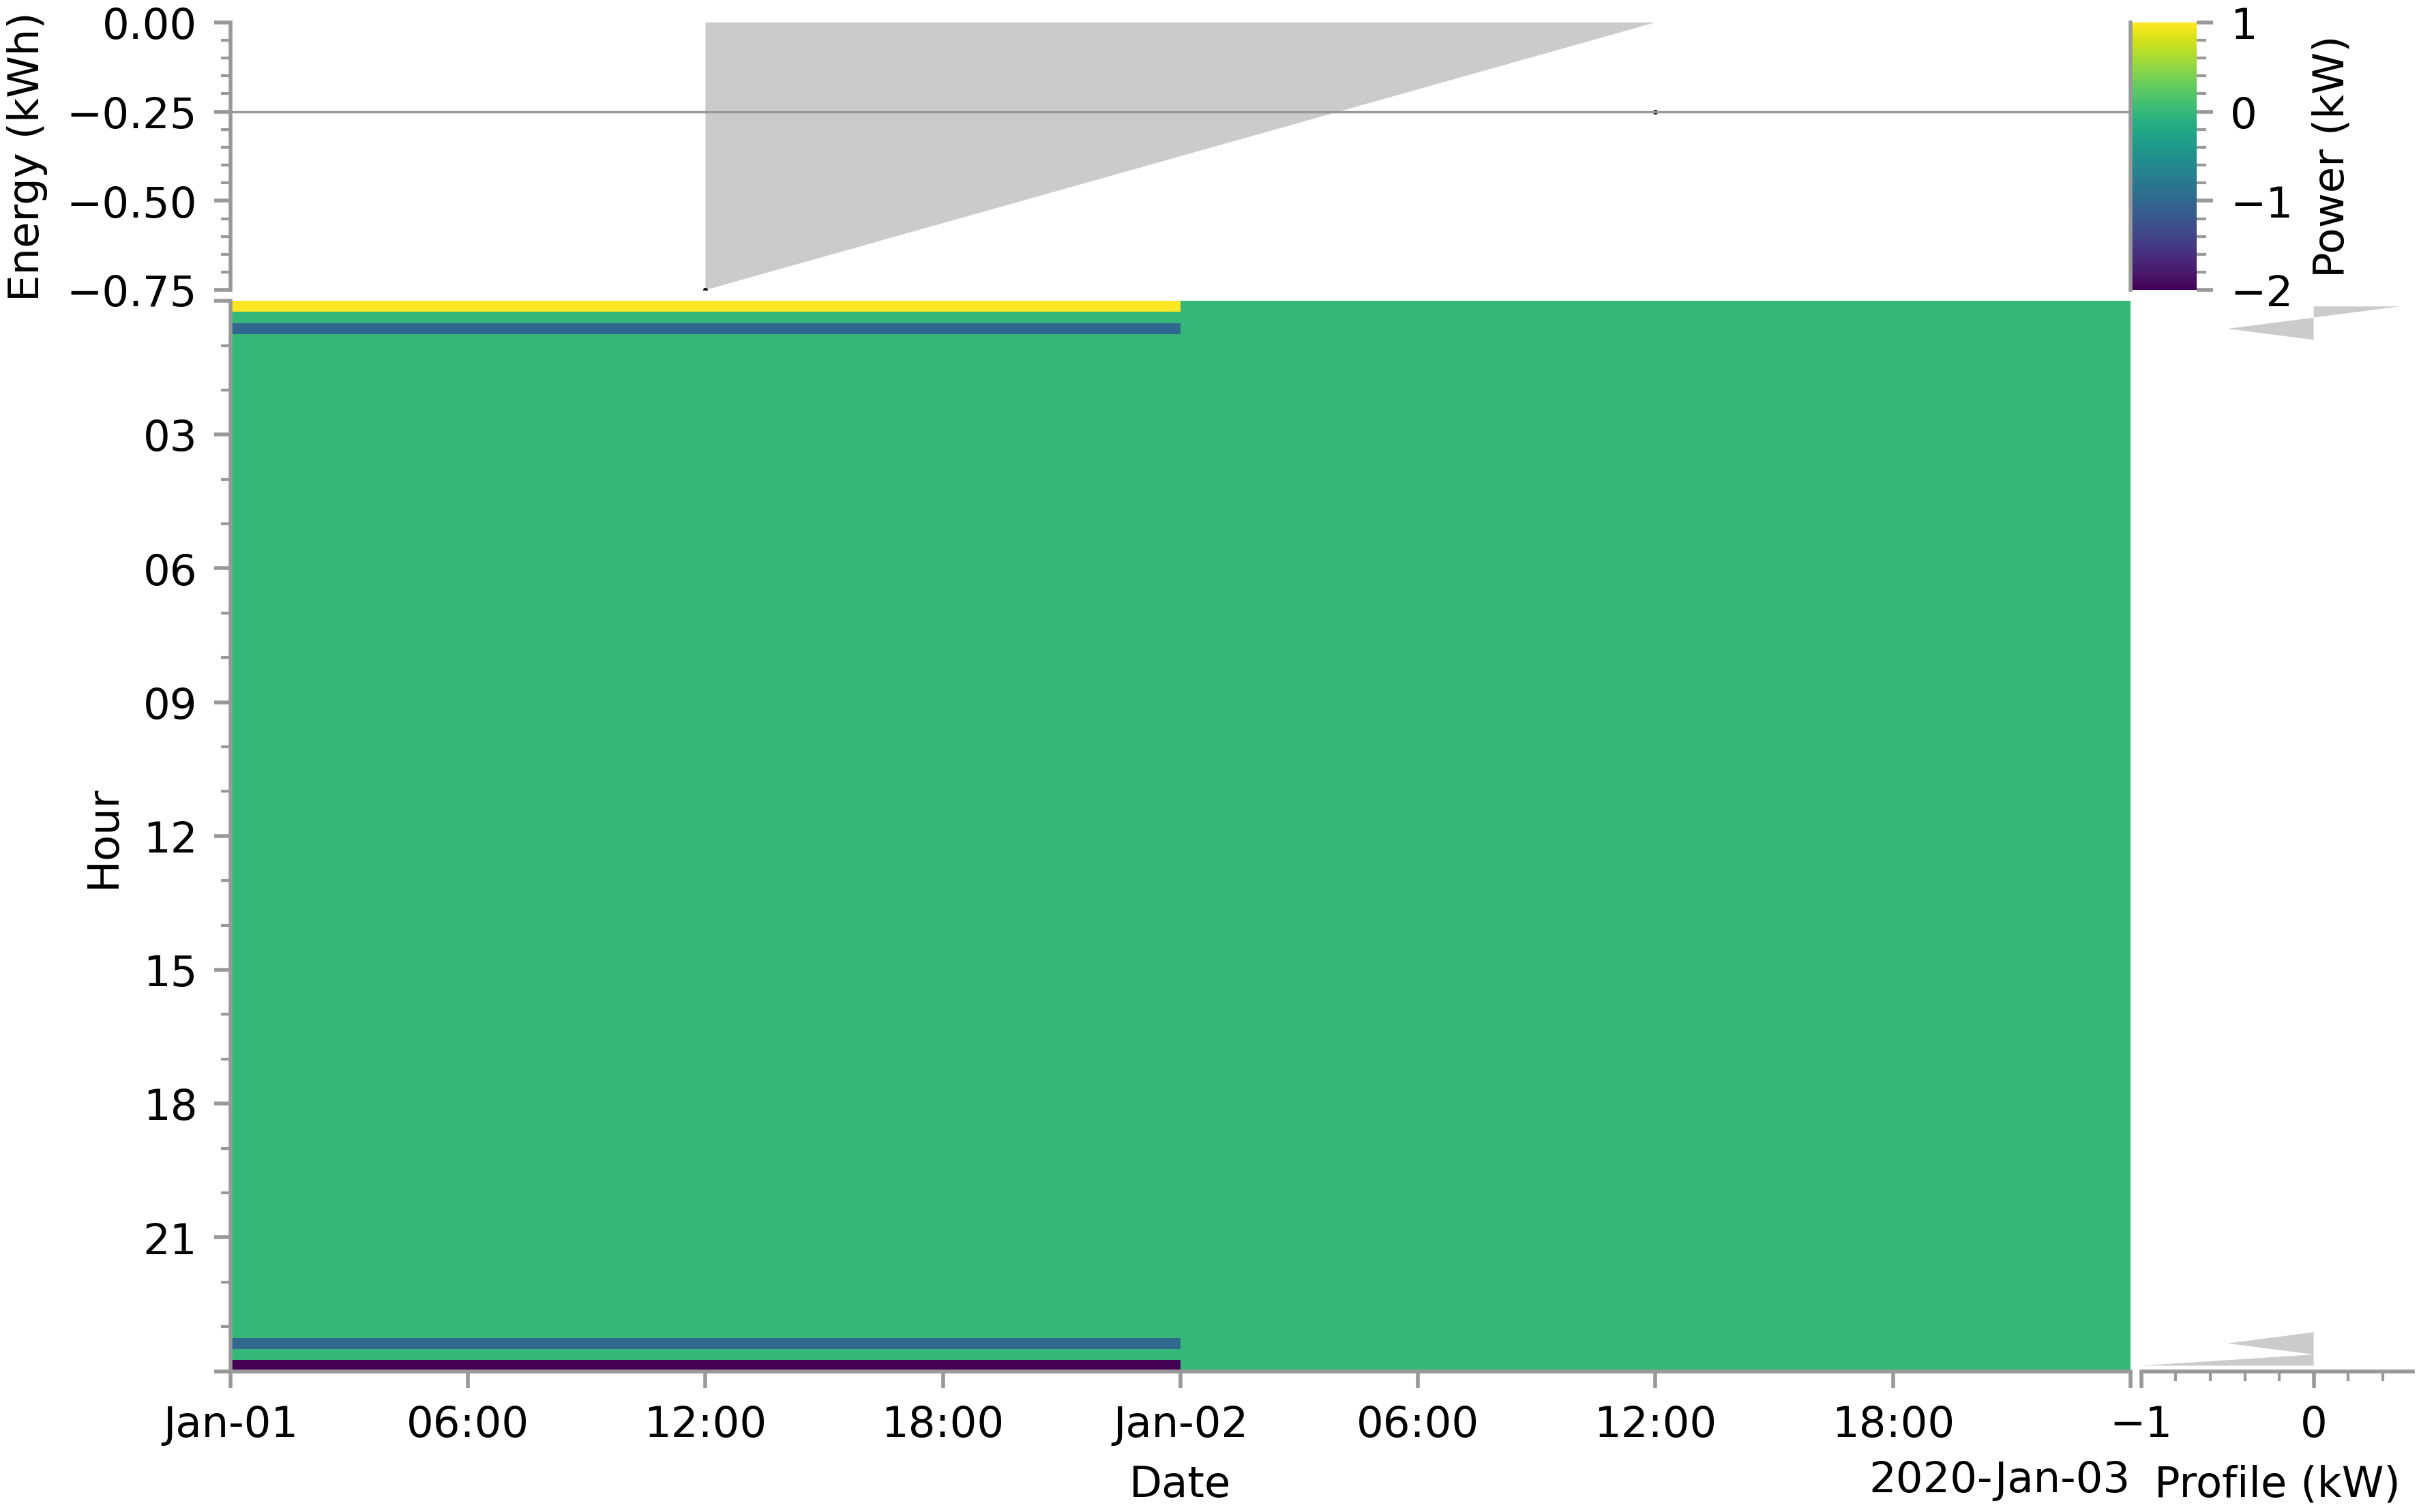 Energy (kWh)
0.00
−0.25
−0.50
−0.75
1
0
−1
−2
Power (kW)
Hour
03
06
09
12
15
18
21
Jan-01 06:00 12:00 18:00 Jan-02 06:00 12:00 18:00
Date
2020-Jan-03
−1 0
Profile (kW)